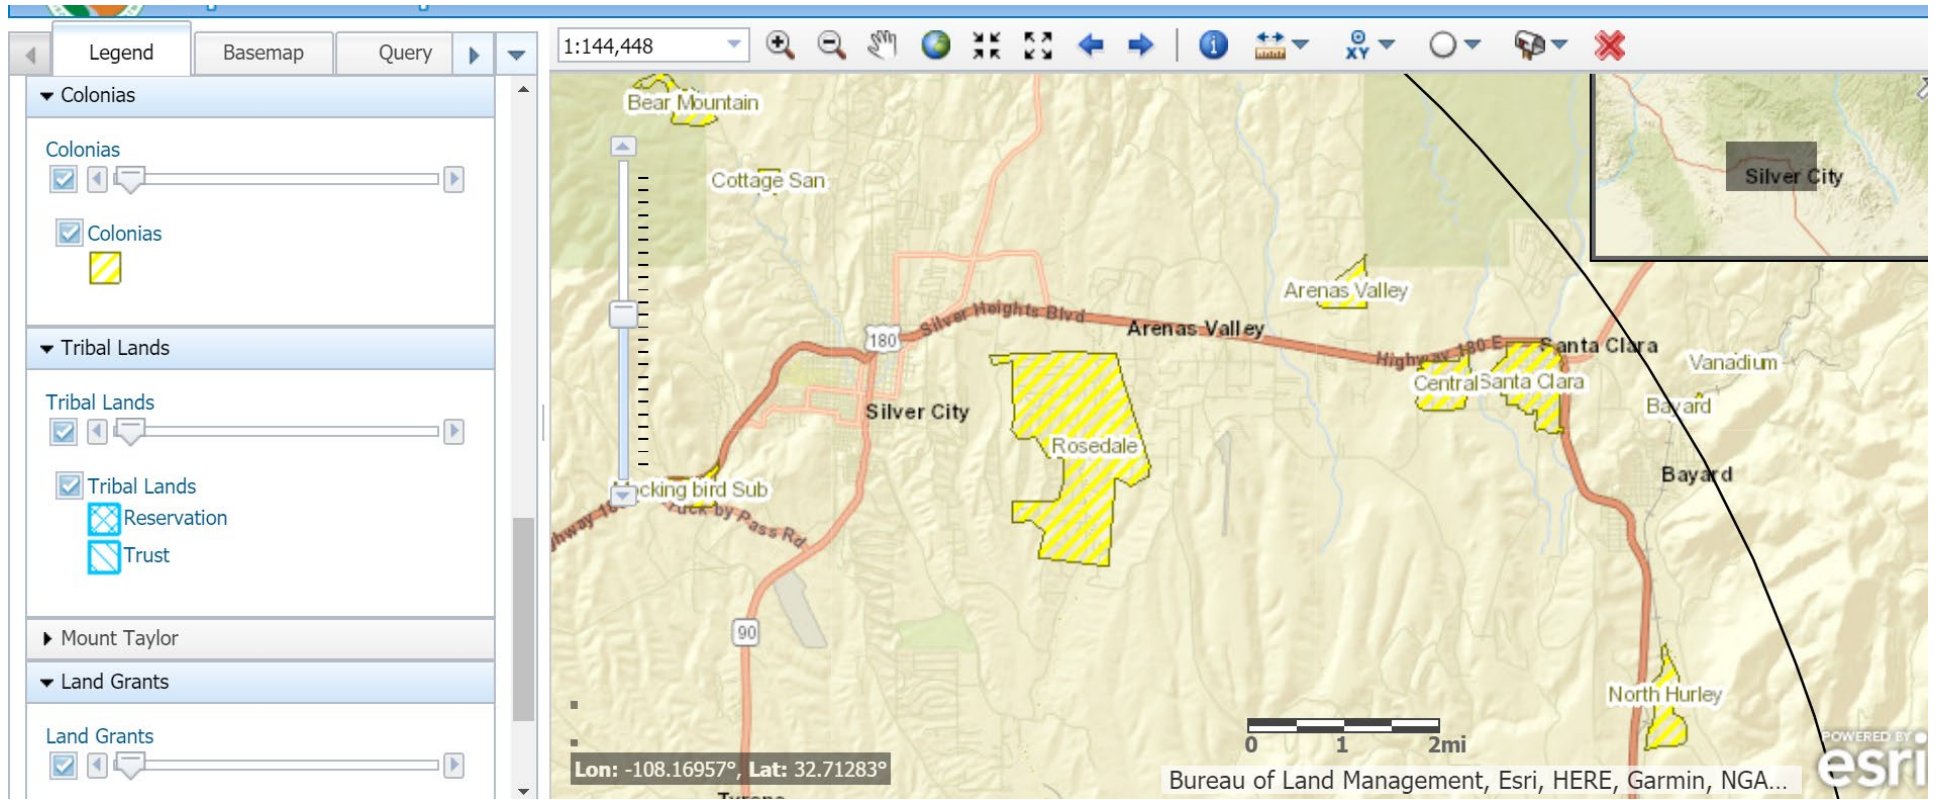 Legend
Basemap
Query
1:144,448
XY
Colonias
Colonias
Colonias
Tribal Lands
Tribal Lands
Tribal Lands
Reservation
Trust
Mount Taylor
Land Grants
Land Grants
Bear Mountain
Cottage San
Silver City
Arenas Valley
Silver Heights Blvd
Arenas Valley
180
Highway 180 E
Santa Clara
Vanadium
Central
Santa Clara
Silver City
Bayard
Rosedale
Bayard
Mocking bird Sub
by Pass Rd
90
North Hurley
0 1 2mi
Lon: -108.16957°, Lat: 32.71283°
POWERED BY
esri
Bureau of Land Management, Esri, HERE, Garmin, NGA...